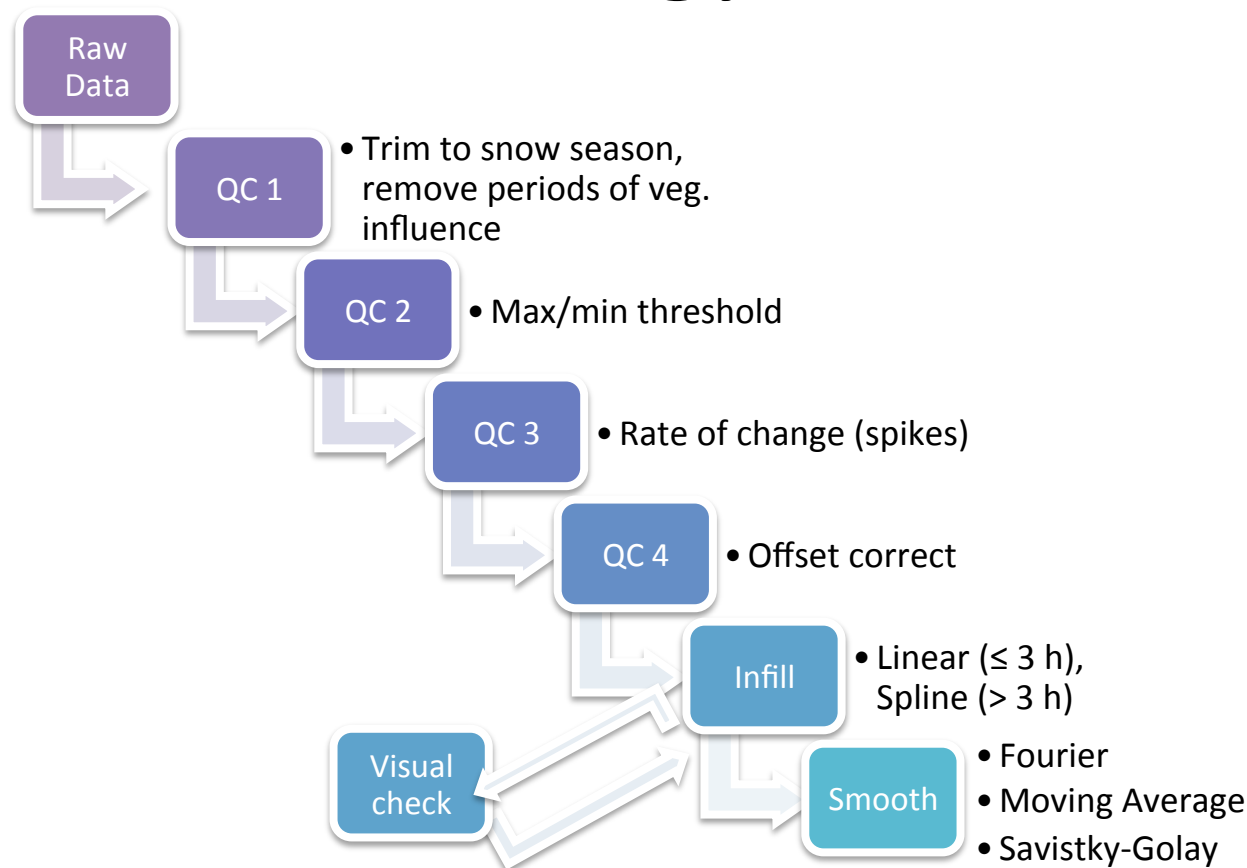 Raw
Data
QC 1
• Trim to snow season,
remove periods of veg.
influence
QC 2
• Max/min threshold
QC 3
• Rate of change (spikes)
QC 4
• Offset correct
Infill
• Linear (≤ 3 h),
Spline (> 3 h)
Visual
check
Smooth
• Fourier
• Moving Average
• Savistky-Golay